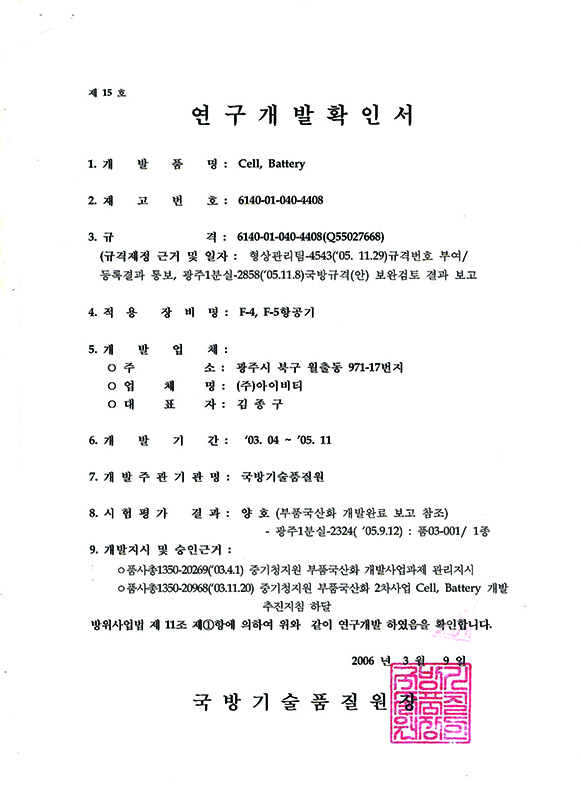 제 15 호
연 구 개 발 확 인 서
1. 개 발 품 명 : Cell, Battery
2. 재 고 번 호 : 6140-01-040-4408
3. 규 격 : 6140-01-040-4408(Q55027668)
(규격제정 근거 및 일자 : 형상관리팀-4543('05. 11.29)규격번호 부여/
등록결과 통보, 광주1분실-2858('05.11.8)국방규격(안) 보완검토 결과 보고
4. 적 용 장 비 명 : F-4, F-5항공기
5. 개 발 업 체 :
ㅇ 주 소 : 광주시 북구 월출동 971-17번지
ㅇ 업 체 명 : (주)아이비티
ㅇ 대 표 자 : 김 종 구
6. 개 발 기 간 : '03. 04 ~ '05. 11
7. 개 발 주 관 기 관 명 : 국방기술품질원
8. 시 험 평 가 결 과 : 양 호 (부품국산화 개발완료 보고 참조)
- 광주1분실-2324( '05.9.12) : 품03-001/ 1종
9. 개발지시 및 승인근거 :
ㅇ품사총1350-20269('03.4.1) 중기청지원 부품국산화 개발사업과제 관리지시
ㅇ품사총1350-20968('03.11.20) 중기청지원 부품국산화 2차사업 Cell, Battery 개발
추진지침 하달
방위사업법 제 11조 제①항에 의하여 위와 같이 연구개발 하였음을 확인합니다.
2006 년 3 월 9 일
국 방 기 술 품 질 원 장